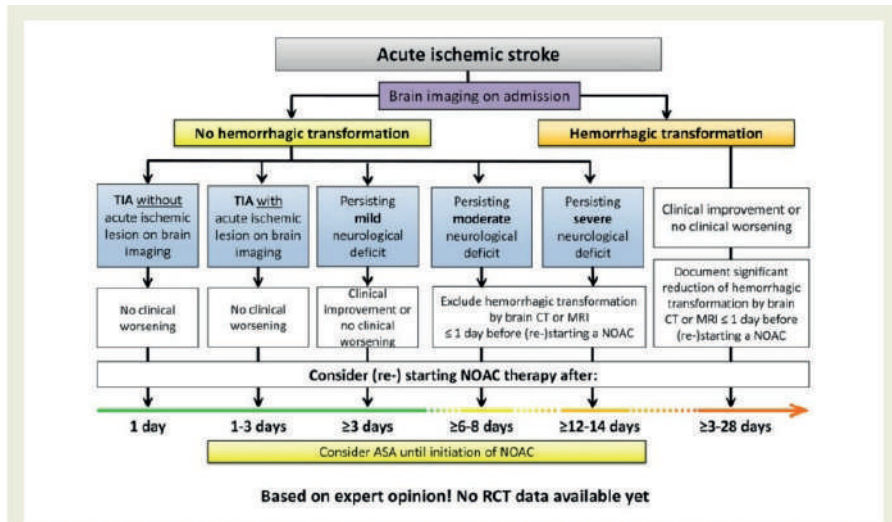 Acute ischemic stroke
Brain imaging on admission
No hemorrhagic transformation
Hemorrhagic transformation
TIA without
acute ischemic
lesion on brain
imaging
TIA with
acute ischemic
lesion on brain
imaging
Persisting
mild
neurological
deficit
Persisting
moderate
neurological
deficit
Persisting
severe
neurological
deficit
Clinical improvement or
no clinical worsening
No clinical
worsening
No clinical
worsening
Clinical
improvement or
no clinical
worsening
Exclude hemorrhagic transformation
by brain CT or MRI
≤ 1 day before (re-)starting a NOAC
Document significant
reduction of hemorrhagic
transformation by brain
CT or MRI ≤ 1 day before
(re-)starting a NOAC
Consider (re-) starting NOAC therapy after:
1 day
1-3 days
≥3 days
≥6-8 days
≥12-14 days
≥3-28 days
Consider ASA until initiation of NOAC
Based on expert opinion! No RCT data available yet